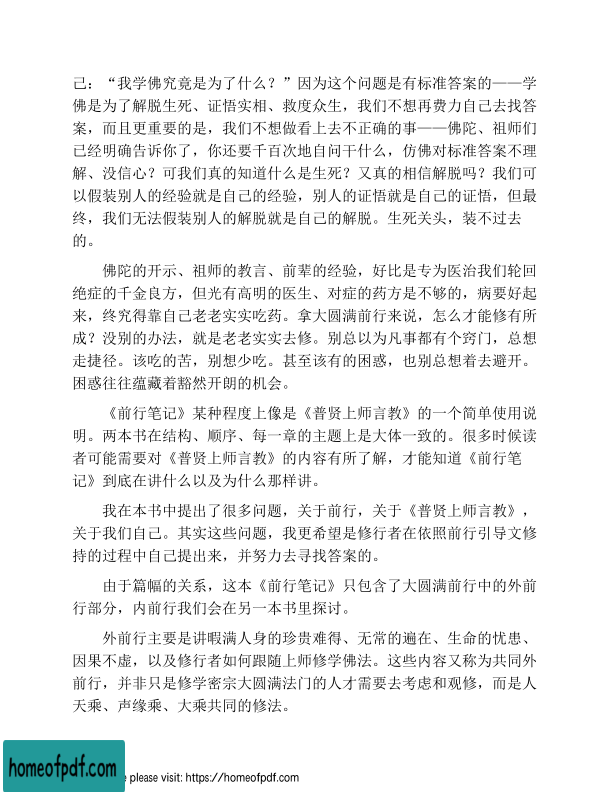 己：“我学佛究竟是为了什么？”因为这个问题是有标准答案的——学
佛是为了解脱生死、证悟实相、救度众生，我们不想再费力自己去找答
案，而且更重要的是，我们不想做看上去不正确的事——佛陀、祖师们
已经明确告诉你了，你还要千百次地自问干什么，仿佛对标准答案不理
解、没信心？可我们真的知道什么是生死？又真的相信解脱吗？我们可
以假装别人的经验就是自己的经验，别人的证悟就是自己的证悟，但最
终，我们无法假装别人的解脱就是自己的解脱。生死关头，装不过去
的。
佛陀的开示、祖师的教言、前辈的经验，好比是专为医治我们轮回
绝症的千金良方，但光有高明的医生、对症的药方是不够的，病要好起
来，终究得靠自己老老实实吃药。拿大圆满前行来说，怎么才能修有所
成？没别的办法，就是老老实实去修。别总以为凡事都有个窍门，总想
走捷径。该吃的苦，别想少吃。甚至该有的困惑，也别总想着去避开。
困惑往往蕴藏着豁然开朗的机会。
《前行笔记》某种程度上像是《普贤上师言教》的一个简单使用说
明。两本书在结构、顺序、每一章的主题上是大体一致的。很多时候读
者可能需要对《普贤上师言教》的内容有所了解，才能知道《前行笔
记》到底在讲什么以及为什么那样讲。
我在本书中提出了很多问题，关于前行，关于《普贤上师言教》，
关于我们自己。其实这些问题，我更希望是修行者在依照前行引导文修
持的过程中自己提出来，并努力去寻找答案的。
由于篇幅的关系，这本《前行笔记》只包含了大圆满前行中的外前
行部分，内前行我们会在另一本书里探讨。
外前行主要是讲暇满人身的珍贵难得、无常的遍在、生命的忧患、
因果不虚，以及修行者如何跟随上师修学佛法。这些内容又称为共同外
前行，并非只是修学密宗大圆满法门的人才需要去考虑和观修，而是人
天乘、声缘乘、大乘共同的修法。
homeofpdf.com
e please visit: https://homeofpdf.com